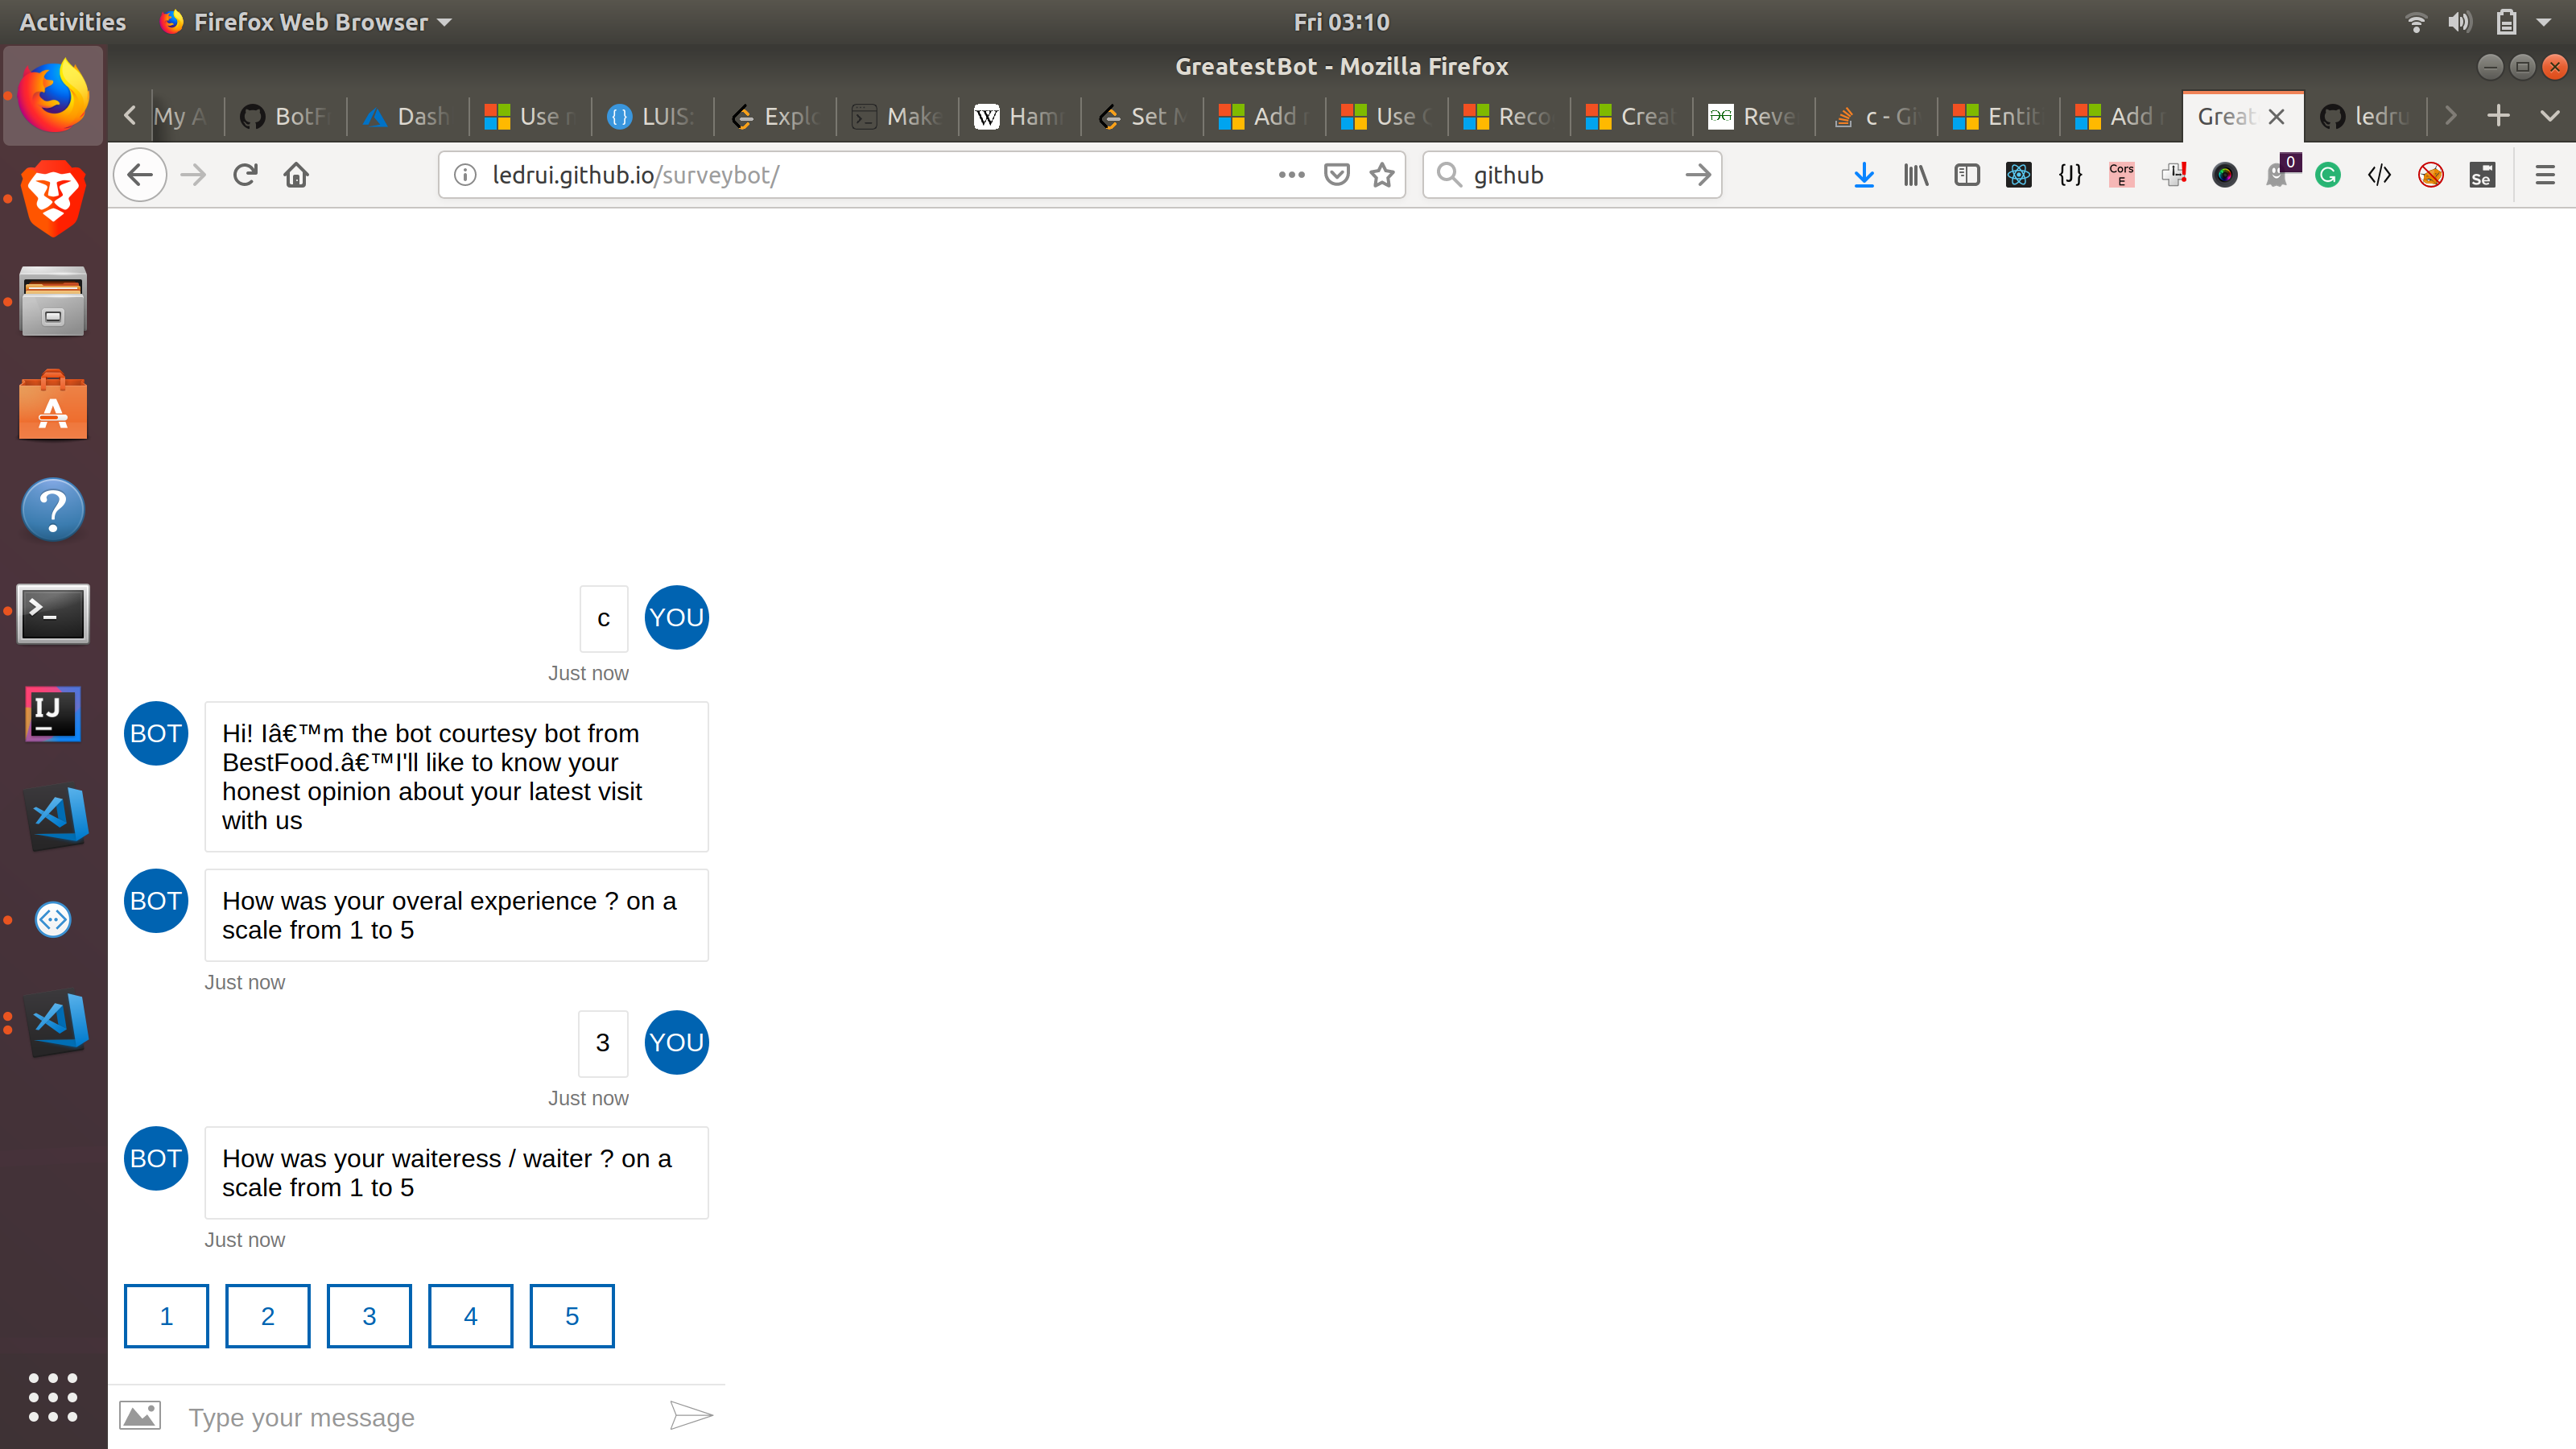 Activities Firefox Web Browser Fri 03:10
GreatestBot - Mozilla Firefox
My A BotF Dash Use LUIS: Explo Make Ham Set M Add Use Reco Creat Reve c - Gi Entit Add Great ledru
ledrui.github.io/surveybot/ github CorsE {J} 0 Se
c YOU
Just now
BOT Hi! Iâ€™m the bot courtesy bot from
BestFood.â€™I'll like to know your
honest opinion about your latest visit
with us
BOT How was your overal experience ? on a
scale from 1 to 5
Just now
3 YOU
Just now
BOT How was your waiteress / waiter ? on a
scale from 1 to 5
Just now
1 2 3 4 5
Type your message